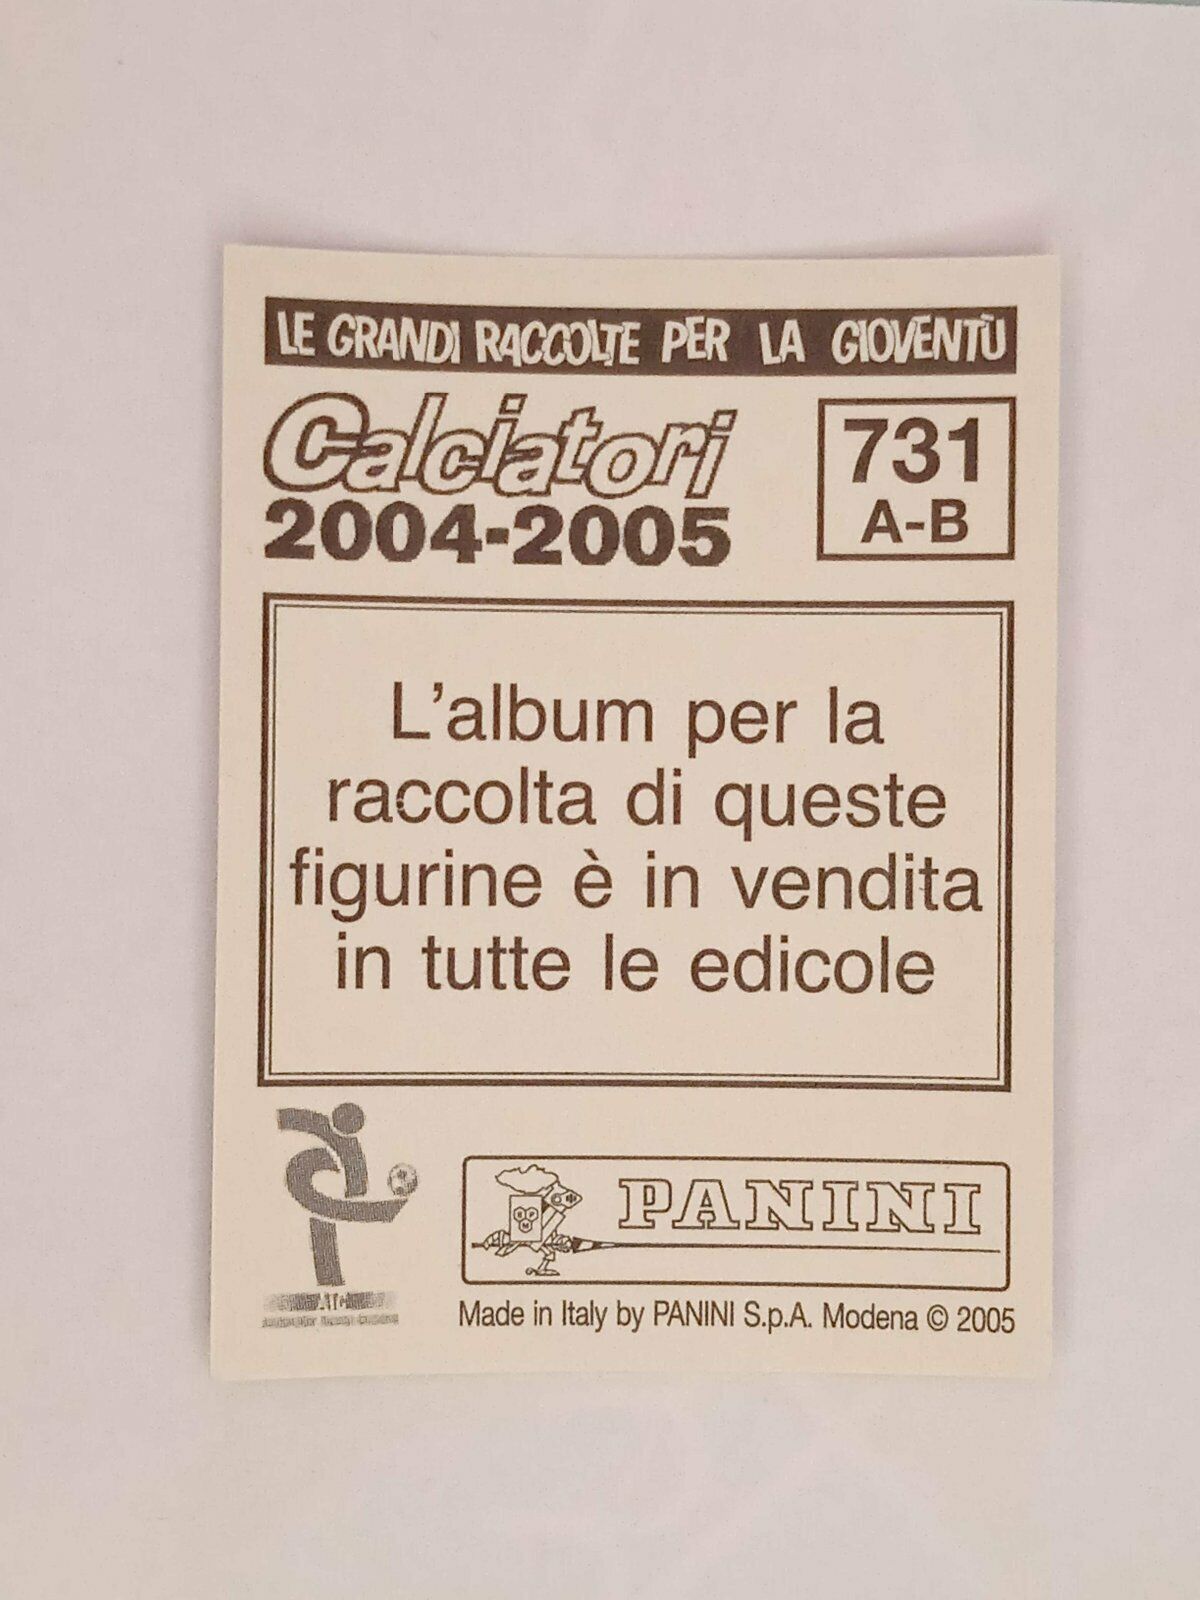 LE GRANDI RACCOLTE PER LA GIOVENTÙ
Calciatori
2004-2005
731
A-B
L'album per la
raccolta di queste
figurine è in vendita
in tutte le edicole
PANINI
Made in Italy by PANINI S.p.A. Modena © 2005